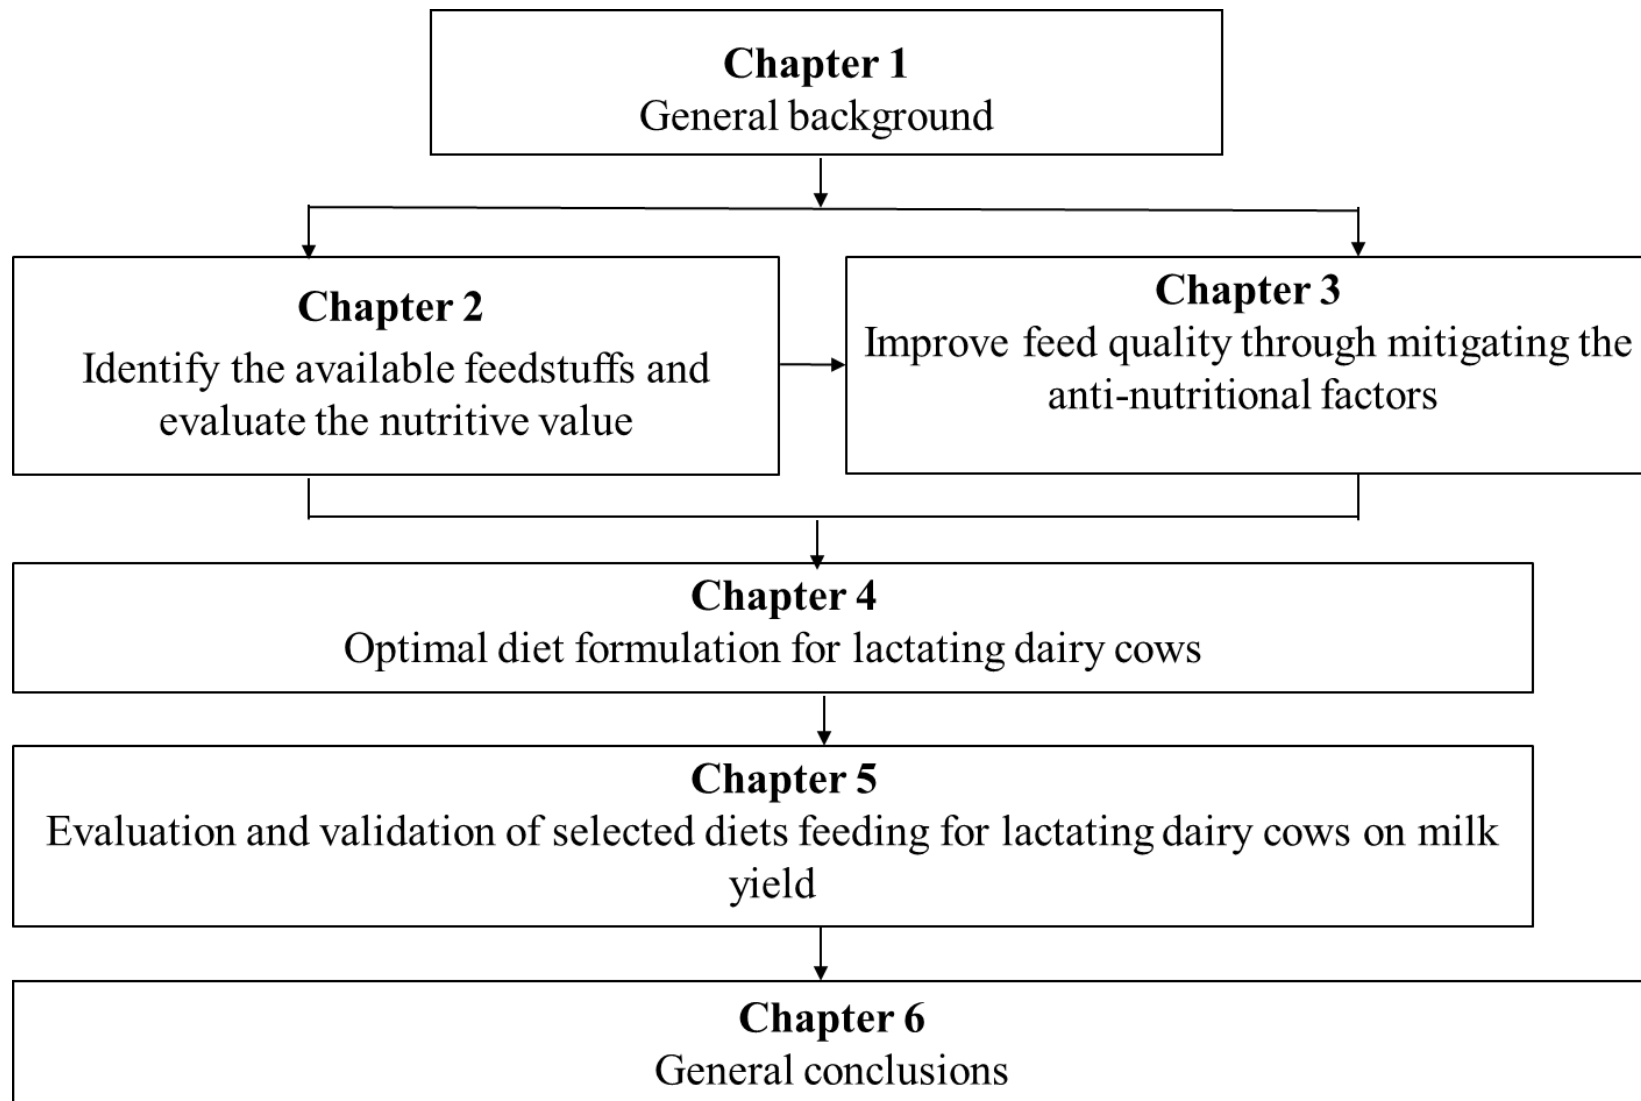 Chapter 1
General background
Chapter 2
Identify the available feedstuffs and
evaluate the nutritive value
Chapter 3
Improve feed quality through mitigating the
anti-nutritional factors
Chapter 4
Optimal diet formulation for lactating dairy cows
Chapter 5
Evaluation and validation of selected diets feeding for lactating dairy cows on milk
yield
Chapter 6
General conclusions